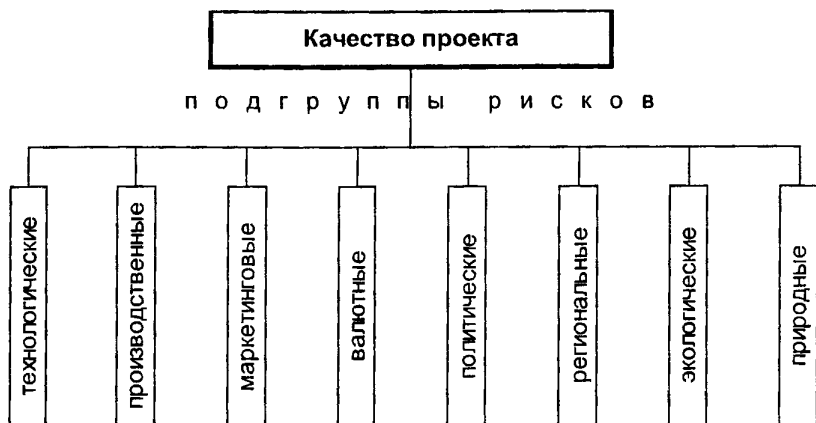 Качество проекта
подгруппы рисков
технологические
производственные
маркетинговые
валютные
политические
региональные
экологические
природные